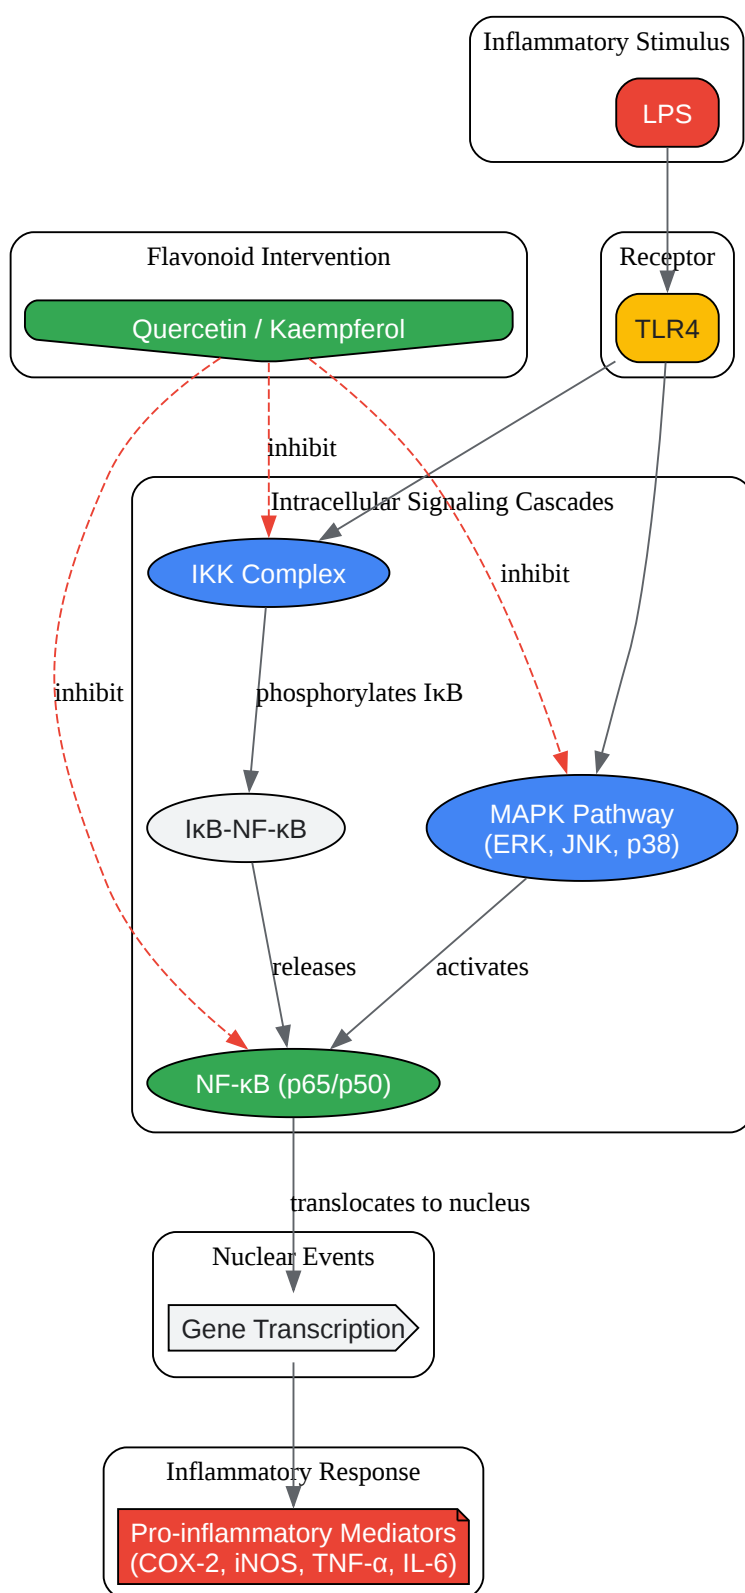 Inflammatory Stimulus
LPS
Flavonoid Intervention
Receptor
Quercetin / Kaempferol
TLR4
inhibit
Intracellular Signaling Cascades
IKK Complex
inhibit
inhibit
phosphorylates IκB
IκB-NF-κB
MAPK Pathway
(ERK, JNK, p38)
releases
activates
NF-κB (p65/p50)
translocates to nucleus
Nuclear Events
Gene Transcription
Inflammatory Response
Pro-inflammatory Mediators
(COX-2, iNOS, TNF-α, IL-6)